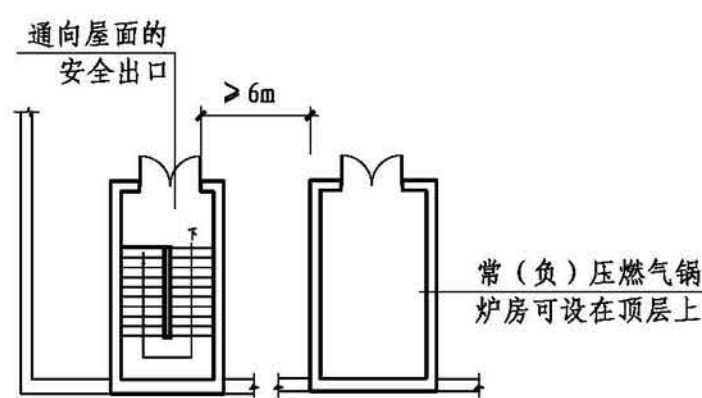 通向屋面的
安全出口
≥6m
下
常（负）压燃气锅
炉房可设在顶层上